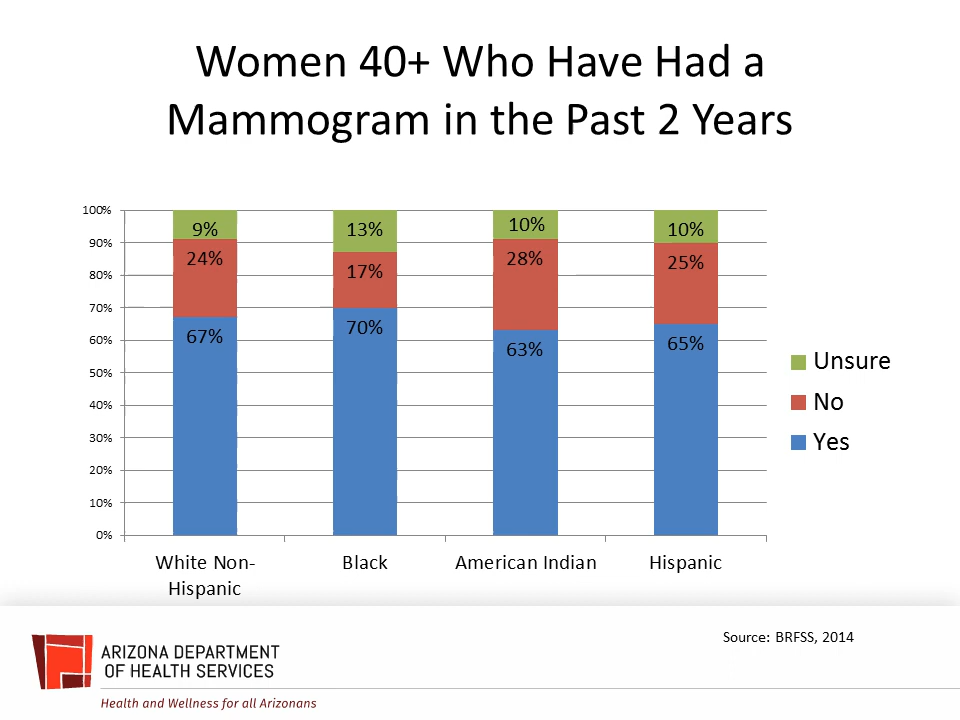 Women 40+ Who Have Had a
Mammogram in the Past 2 Years
100%
90%
80%
70%
60%
50%
40%
30%
20%
10%
0%
9%
24%
67%
13%
17%
70%
10%
28%
63%
10%
25%
65%
White Non-
Hispanic
Black
American Indian
Hispanic
Unsure
No
Yes
Source: BRFSS, 2014
ARIZONA DEPARTMENT
OF HEALTH SERVICES
Health and Wellness for all Arizonans